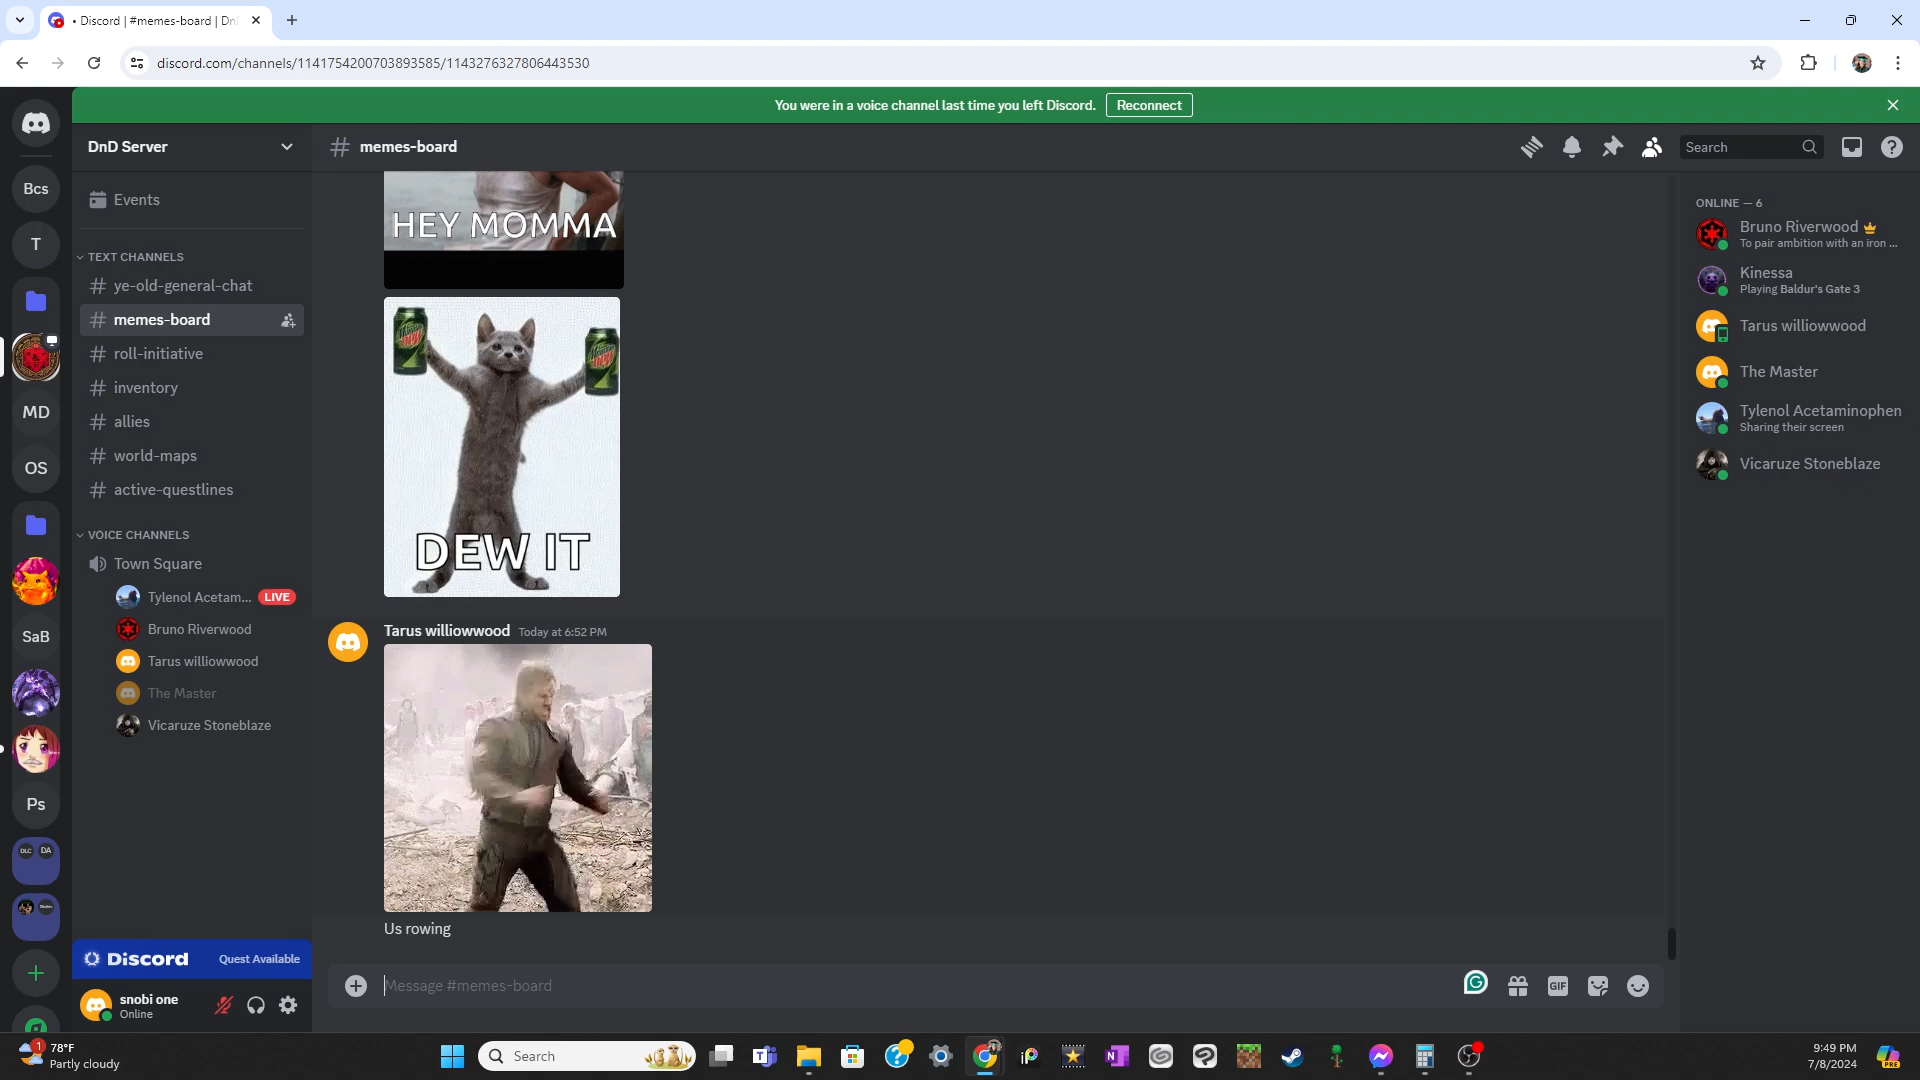 • Discord | #memes-board | Dn
discord.com/channels/1141754200703893585/1143276327806443530
You were in a voice channel last time you left Discord.
Reconnect
DnD Server
memes-board
Search
Events
TEXT CHANNELS
ye-old-general-chat
memes-board
roll-initiative
inventory
allies
world-maps
active-questlines
VOICE CHANNELS
Town Square
Tylenol Acetam...
LIVE
Bruno Riverwood
Tarus williowwood
The Master
Vicaruze Stoneblaze
Bcs
T
MD
OS
SaB
Ps
DLC DA
Discord
Quest Available
snobi one
Online
HEY MOMMA
DEW IT
Tarus williowwood Today at 6:52 PM
Us rowing
Message #memes-board
GIF
ONLINE — 6
Bruno Riverwood
To pair ambition with an iron ...
Kinessa
Playing Baldur's Gate 3
Tarus williowwood
The Master
Tylenol Acetaminophen
Sharing their screen
Vicaruze Stoneblaze
1
78°F
Partly cloudy
Search
9:49 PM
7/8/2024
PRE